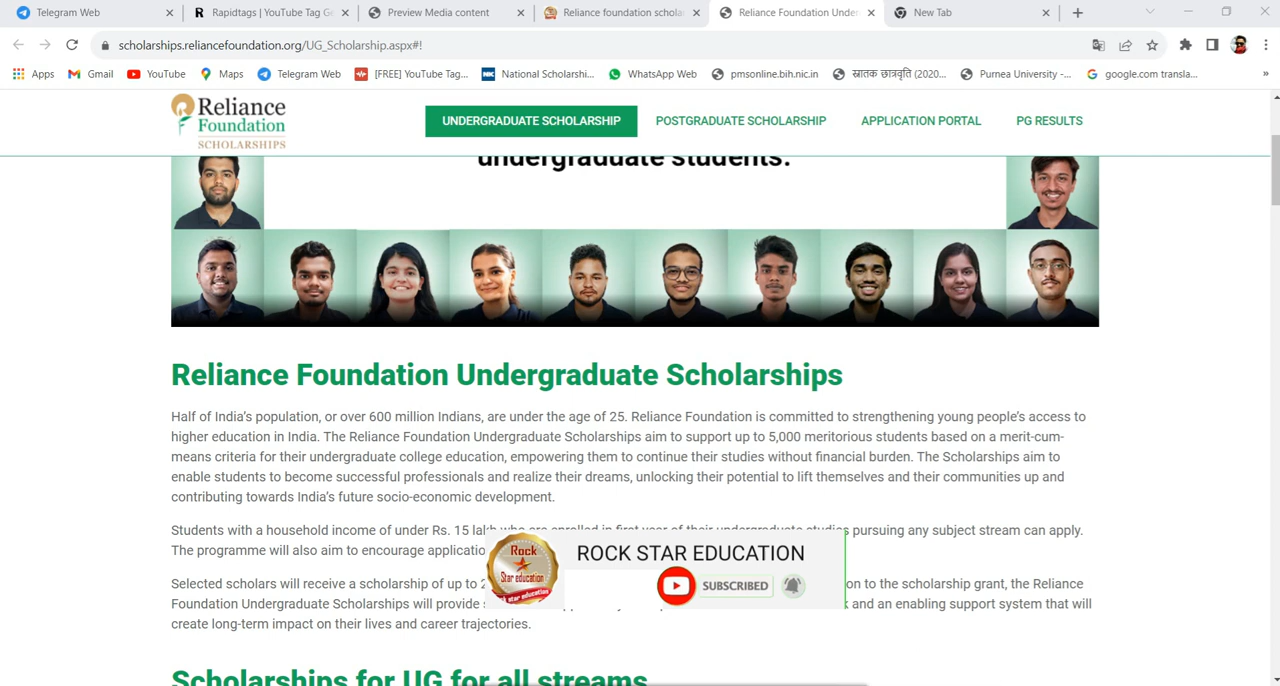 Telegram Web
Rapidtags | YouTube Tag Ge
Preview Media content
Reliance foundation scholar
Reliance Foundation Under
New Tab
scholarships.reliancefoundation.org/UG_Scholarship.aspx#!
Apps
Gmail
YouTube
Maps
Telegram Web
[FREE] YouTube Tag...
National Scholarshi...
WhatsApp Web
pmsonline.bih.nic.in
स्नातक छात्रवृति (2020...
Purnea University -...
google.com transla...
Reliance
Foundation
SCHOLARSHIPS
UNDERGRADUATE SCHOLARSHIP
POSTGRADUATE SCHOLARSHIP
APPLICATION PORTAL
PG RESULTS
undergraduate students.
Reliance Foundation Undergraduate Scholarships
Half of India's population, or over 600 million Indians, are under the age of 25. Reliance Foundation is committed to strengthening young people's access to
higher education in India. The Reliance Foundation Undergraduate Scholarships aim to support up to 5,000 meritorious students based on a merit-cum-
means criteria for their undergraduate college education, empowering them to continue their studies without financial burden. The Scholarships aim to
enable students to become successful professionals and realize their dreams, unlocking their potential to lift themselves and their communities up and
contributing towards India's future socio-economic development.
Students with a household income of under Rs. 15 lakh who are enrolled in first year of their undergraduate studies pursuing any subject stream can apply.
The programme will also aim to encourage applicatio
Selected scholars will receive a scholarship of up to 2 on to the scholarship grant, the Reliance
Foundation Undergraduate Scholarships will provide and an enabling support system that will
create long-term impact on their lives and career trajectories.
Rock
Star education
ROCK STAR EDUCATION
SUBSCRIBED
Scholarships for UG for all streams